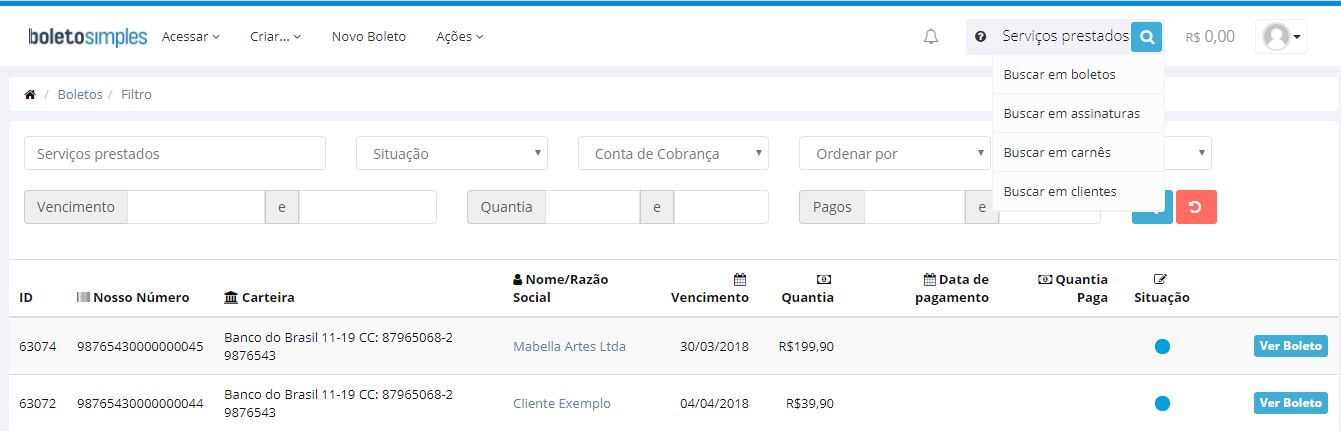 boletosimples Acessar Criar... Novo Boleto Ações Serviços prestados R$ 0,00
Buscar em boletos
Buscar em assinaturas
Buscar em carnês
Buscar em clientes
/ Boletos / Filtro
Serviços prestados Situação Conta de Cobrança Ordenar por
Vencimento e Quantia e Pagos e
ID Nosso Número Carteira Nome/Razão Social Vencimento Quantia Data de pagamento Quantia Paga Situação
63074 98765430000000045 Banco do Brasil 11-19 CC: 87965068-2 9876543 Mabella Artes Ltda 30/03/2018 R$199,90 Ver Boleto
63072 98765430000000044 Banco do Brasil 11-19 CC: 87965068-2 9876543 Cliente Exemplo 04/04/2018 R$39,90 Ver Boleto